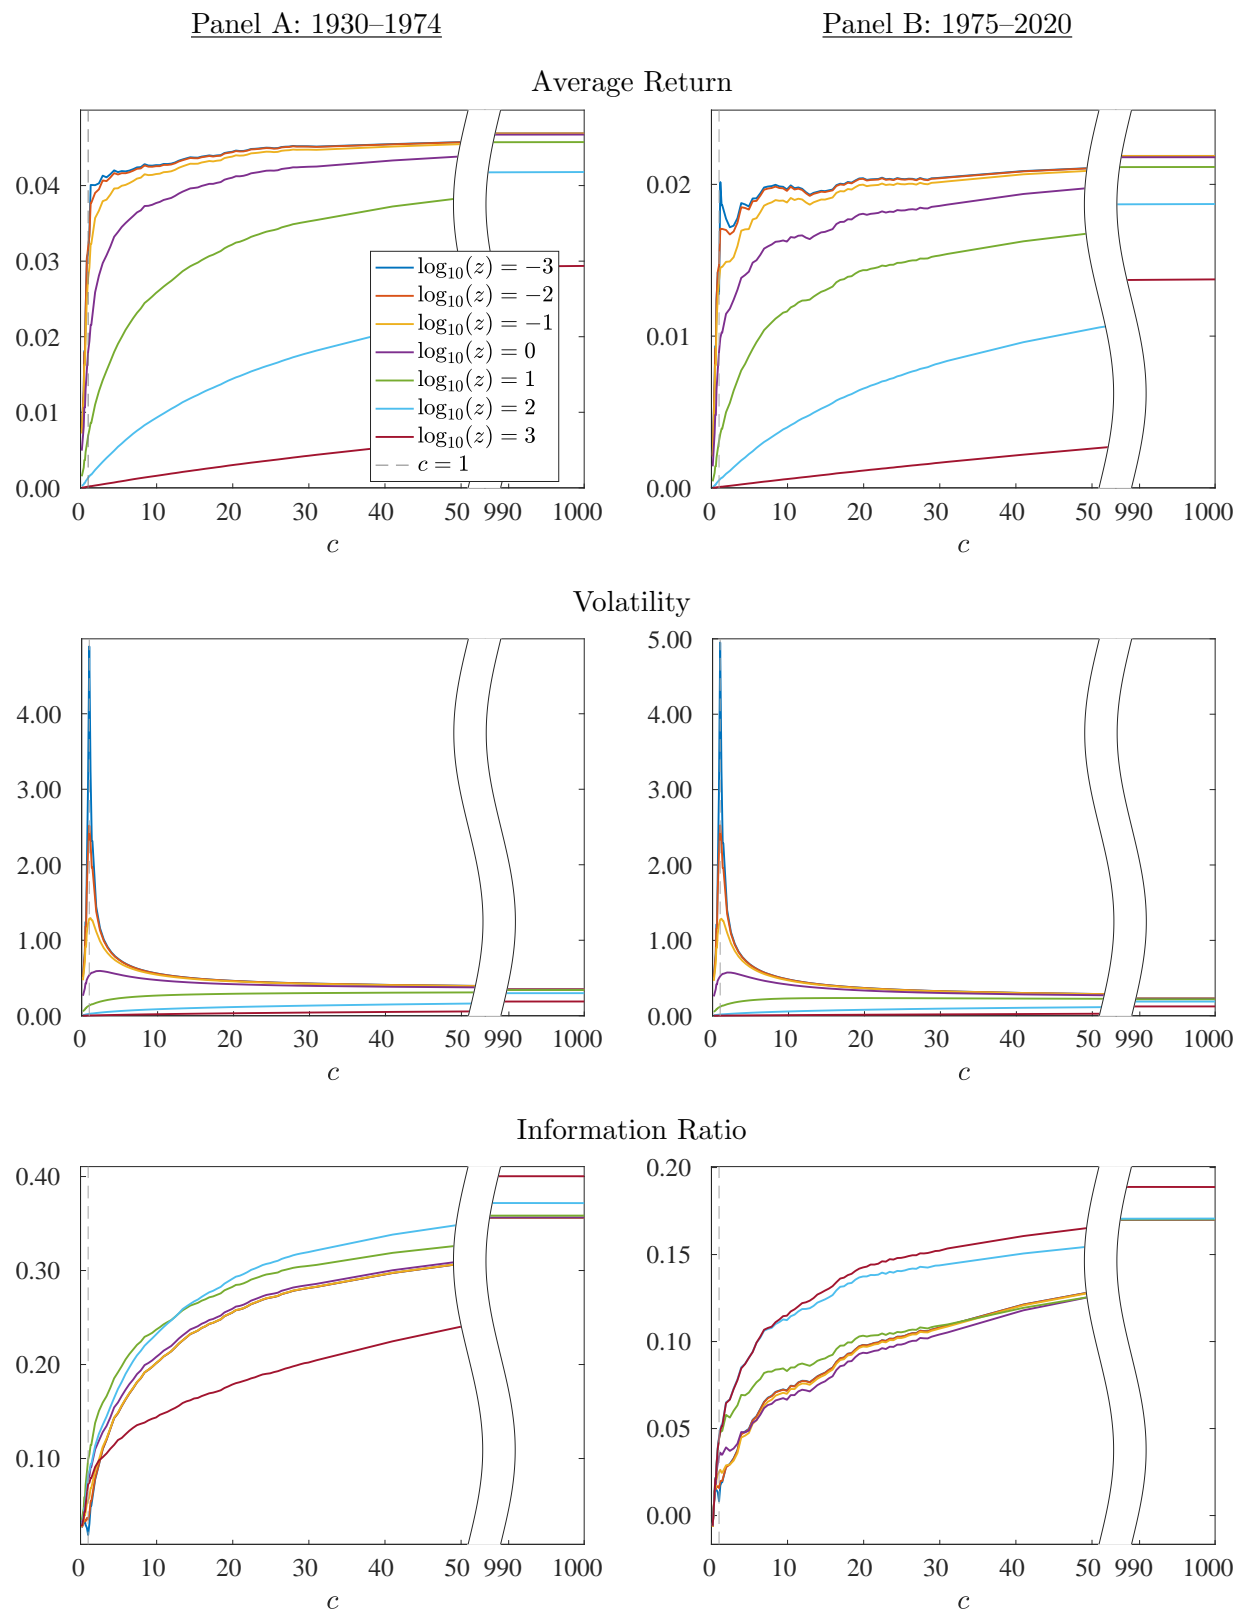 Panel A: 1930–1974 Panel B: 1975–2020
Average Return
0.04
0.03
0.02
0.01
0.00
0 10 20 30 40 50 990 1000
c
log10(z) = −3
log10(z) = −2
log10(z) = −1
log10(z) = 0
log10(z) = 1
log10(z) = 2
log10(z) = 3
c = 1
0.02
0.01
0.00
0 10 20 30 40 50 990 1000
c
Volatility
4.00
3.00
2.00
1.00
0.00
0 10 20 30 40 50 990 1000
c
5.00
4.00
3.00
2.00
1.00
0.00
0 10 20 30 40 50 990 1000
c
Information Ratio
0.40
0.30
0.20
0.10
0 10 20 30 40 50 990 1000
c
0.20
0.15
0.10
0.05
0.00
0 10 20 30 40 50 990 1000
c